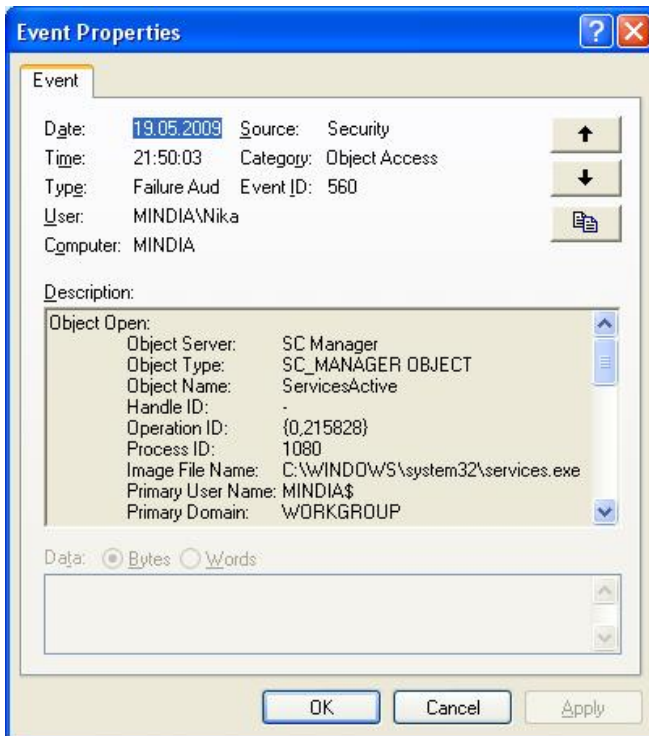 Event Properties
Event
Date: 19.05.2009 Source: Security
Time: 21:50:03 Category: Object Access
Type: Failure Aud Event ID: 560
User: MINDIA\Nika
Computer: MINDIA
Description:
Object Open:
Object Server: SC Manager
Object Type: SC_MANAGER OBJECT
Object Name: ServicesActive
Handle ID: -
Operation ID: {0,215828}
Process ID: 1080
Image File Name: C:\WINDOWS\system32\services.exe
Primary User Name: MINDIA$
Primary Domain: WORKGROUP
Data: Bytes Words
OK Cancel Apply